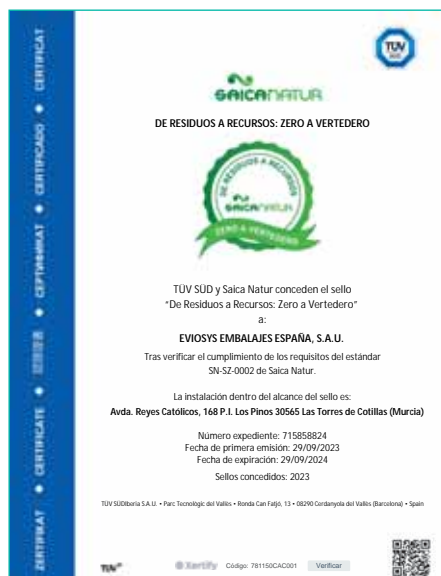 TÜV
SAICANATUR
DE RESIDUOS A RECURSOS: ZERO A VERTEDERO
DE RESIDUOS A RECURSOS
SAICANATUR
ZERO A VERTEDERO
TÜV SÜD y Saica Natur conceden el sello
"De Residuos a Recursos: Zero a Vertedero"
a:
EVIOSYS EMBALAJES ESPAÑA, S.A.U.
Tras verificar el cumplimiento de los requisitos del estándar
SN-SZ-0002 de Saica Natur.
La instalación dentro del alcance del sello es:
Avda. Reyes Católicos, 168 P.I. Los Pinos 30565 Las Torres de Cotillas (Murcia)
Número expediente: 715858824
Fecha de primera emisión: 29/09/2023
Fecha de expiración: 29/09/2024
Sellos concedidos: 2023
TÜV SÜDIberia S.A.U. • Parc Tecnològic del Vallès • Ronda Can Fatjó, 13 • 08290 Cerdanyola del Vallès (Barcelona) • Spain
TÜV®
Xertify Código: 781150CAC001 Verificar
ZERTIFIKAT ◆ CERTIFICATE ◆ ◆ СЕРТИФИКАТ ◆ CERTIFICADO ◆ CERTIFICAT